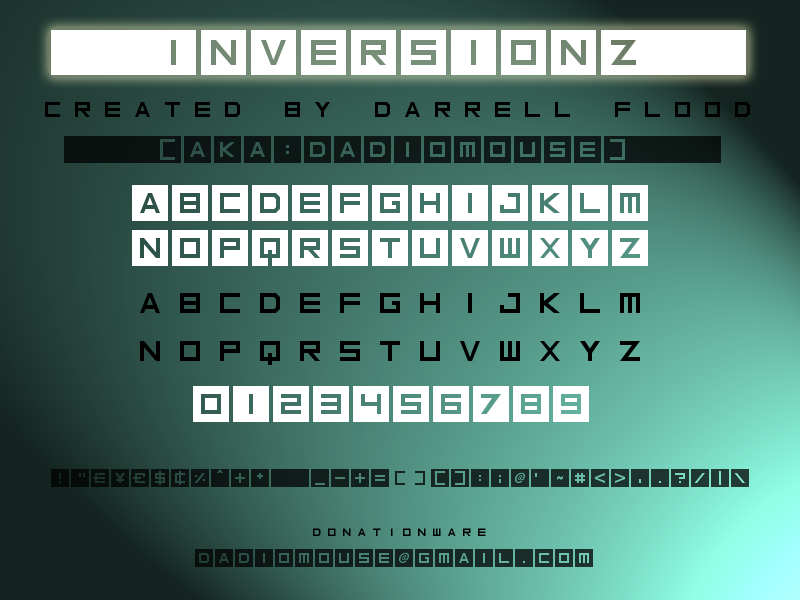 INVERSIONZ
CREATED BY DARRELL FLOOD
[AKA:DADIOMOUSE]
ABCDEFGHIJKLM
NOPQRSTUVWXYZ
ABCDEFGHIJKLM
NOPQRSTUVWXYZ
0123456789
!"€¥£$₵%^+* _-+=[][]:;@'~#<>,.?/|\
DONATIONWARE
DADIOMOUSE@GMAIL.COM